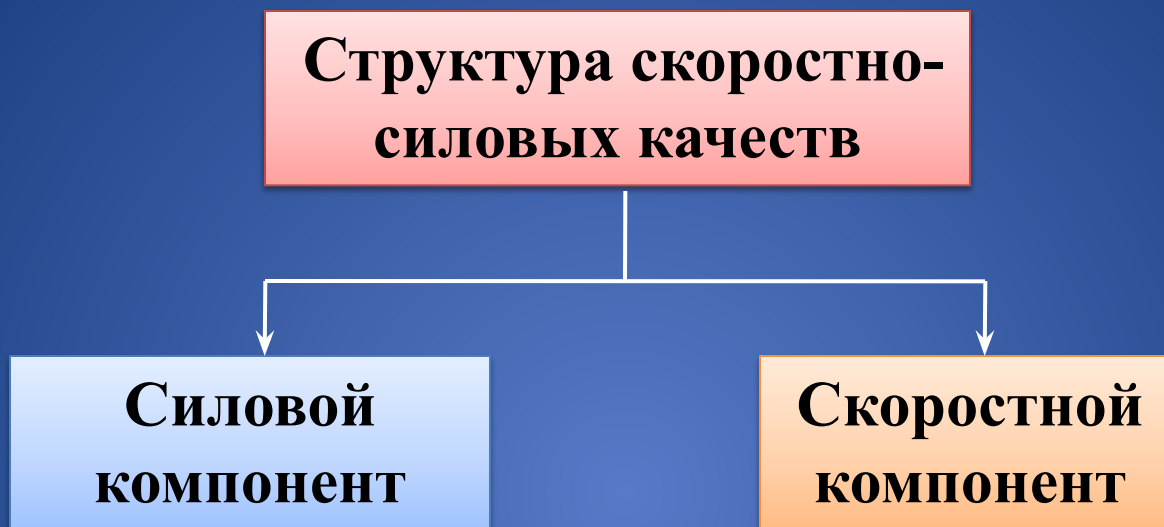 Структура скоростно-
силовых качеств
Силовой
компонент
Скоростной
компонент